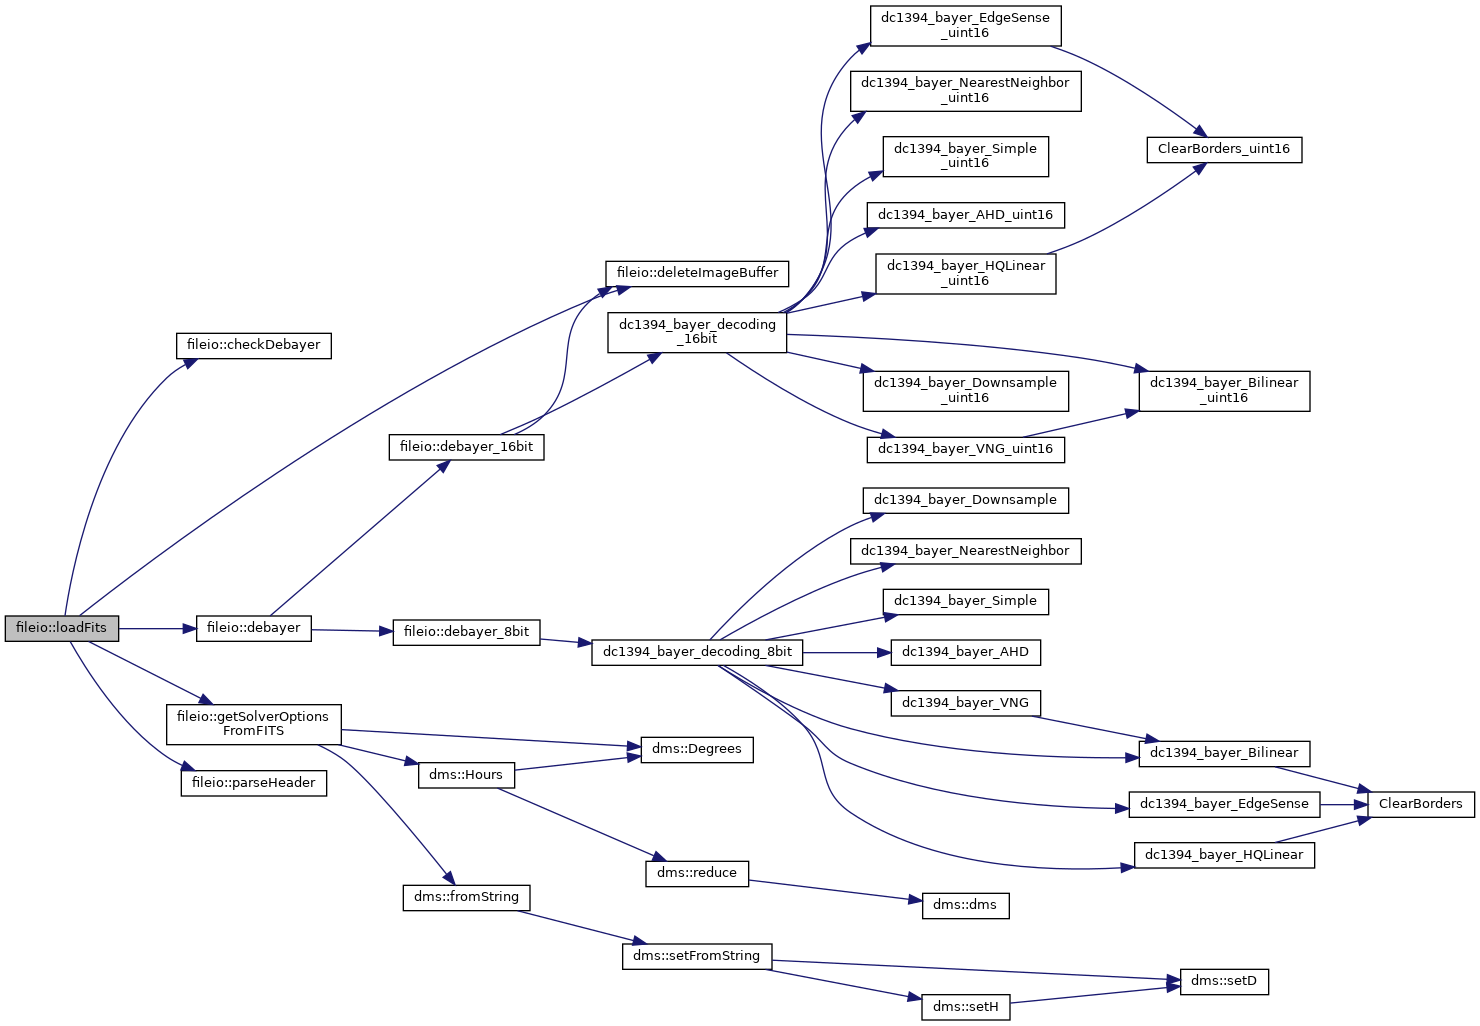 dc1394_bayer_EdgeSense
_uint16
dc1394_bayer_NearestNeighbor
_uint16
dc1394_bayer_Simple
_uint16
ClearBorders_uint16
dc1394_bayer_AHD_uint16
dc1394_bayer_HQLinear
_uint16
fileio::deleteImageBuffer
dc1394_bayer_decoding
_16bit
fileio::checkDebayer
dc1394_bayer_Downsample
_uint16
dc1394_bayer_Bilinear
_uint16
fileio::debayer_16bit
dc1394_bayer_VNG_uint16
dc1394_bayer_Downsample
dc1394_bayer_NearestNeighbor
dc1394_bayer_Simple
fileio::loadFits
fileio::debayer
fileio::debayer_8bit
dc1394_bayer_decoding_8bit
dc1394_bayer_AHD
dc1394_bayer_VNG
fileio::getSolverOptions
FromFITS
dms::Degrees
dc1394_bayer_Bilinear
dms::Hours
fileio::parseHeader
dc1394_bayer_EdgeSense
ClearBorders
dc1394_bayer_HQLinear
dms::reduce
dms::fromString
dms::dms
dms::setFromString
dms::setD
dms::setH